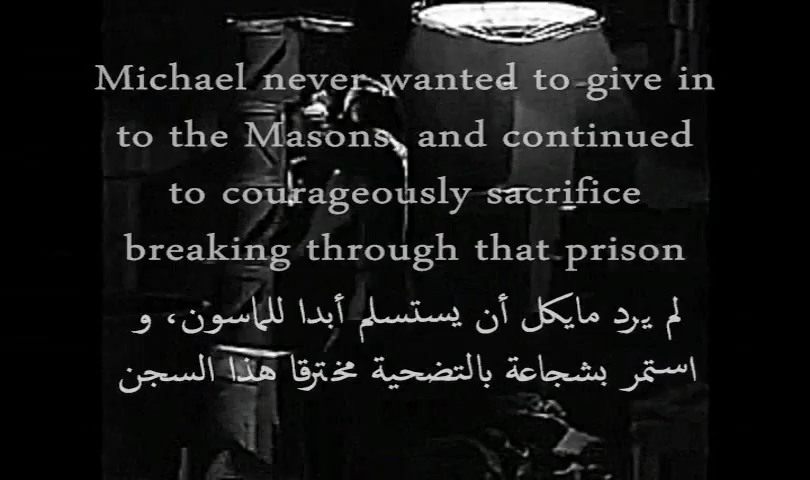 Michael never wanted to give in
to the Masons, and continued
to courageously sacrifice
breaking through that prison
لم يرد مايكل أن يستسلم أبدا للماسون، و
استمر بشجاعة بالتضحية مخترقا هذا السجن